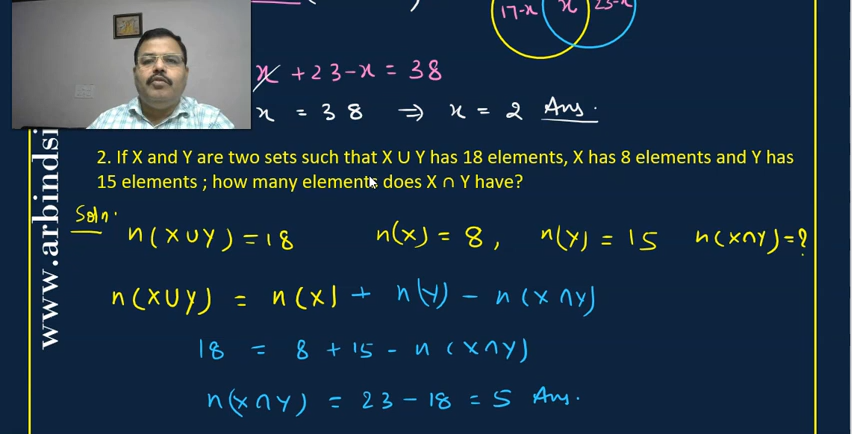 17-x x 23-x
x + 23-x = 38
x = 38 ⇒ x = 2 Ans.
2. If X and Y are two sets such that X ∪ Y has 18 elements, X has 8 elements and Y has
15 elements ; how many elements does X ∩ Y have?
Soln.
n(X∪Y) = 18 n(X) = 8, n(Y) = 15 n(X∩Y) = ?
n(X∪Y) = n(X) + n(Y) - n(X∩Y)
18 = 8 + 15 - n(X∩Y)
n(X∩Y) = 23 - 18 = 5 Ans.
www.arbindsi